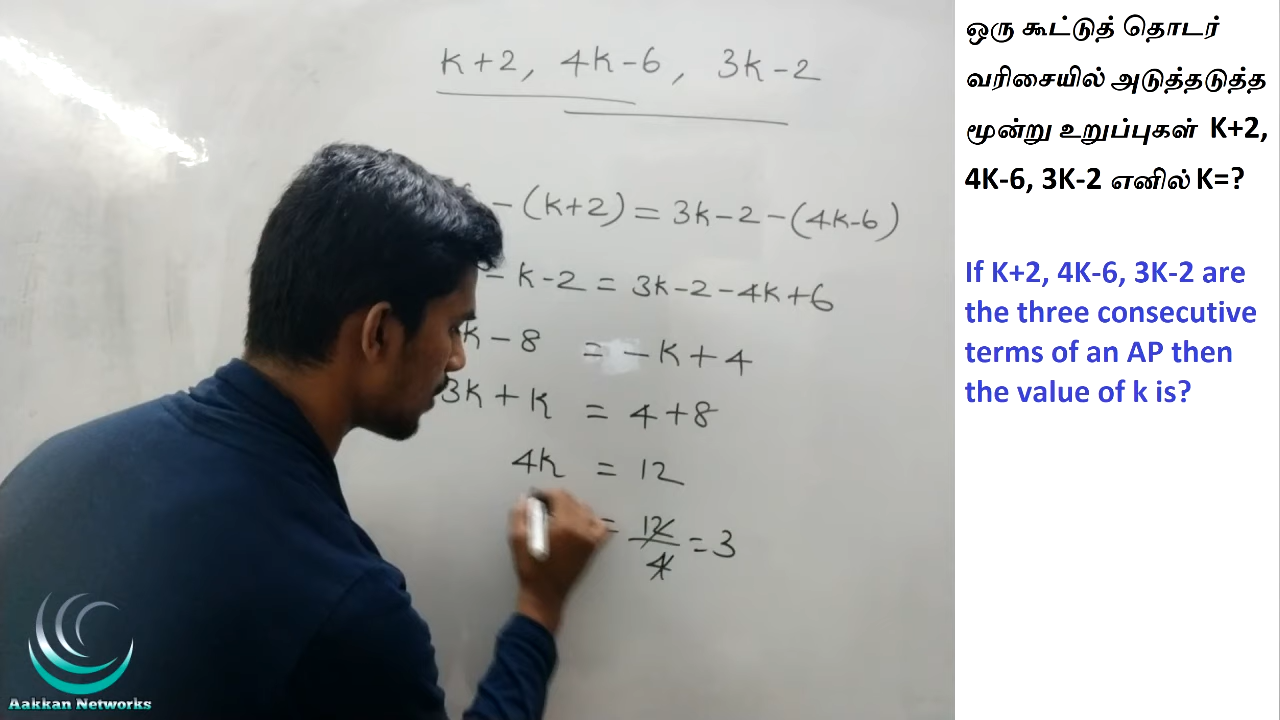 k+2, 4k-6, 3k-2
-(k+2) = 3k-2-(4k-6)
- k-2 = 3k-2-4k+6
k-8 = -k+4
3k+k = 4+8
4k = 12
= 12/4 = 3
Aakkan Networks
ஒரு கூட்டுத் தொடர்
வரிசையில் அடுத்தடுத்த
மூன்று உறுப்புகள் K+2,
4K-6, 3K-2 எனில் K=?
If K+2, 4K-6, 3K-2 are
the three consecutive
terms of an AP then
the value of k is?